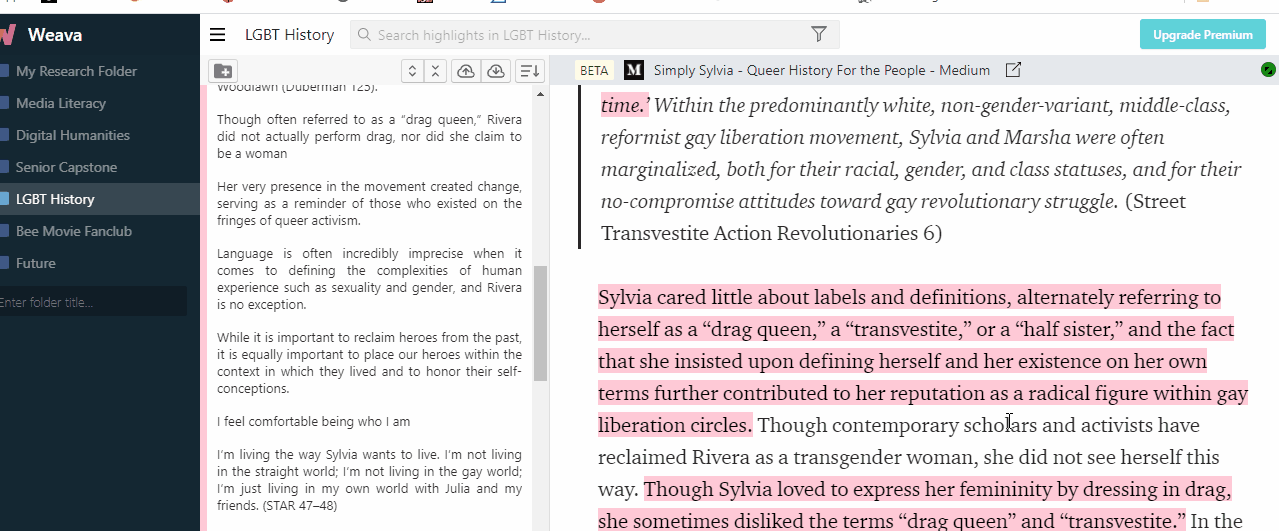 Weava
LGBT History
Search highlights in LGBT History...
Upgrade Premium
My Research Folder
Media Literacy
Digital Humanities
Senior Capstone
LGBT History
Bee Movie Fanclub
Future
Enter folder title...
Woodlawn (Duberman 125).
Though often referred to as a “drag queen,” Rivera
did not actually perform drag, nor did she claim to
be a woman
Her very presence in the movement created change,
serving as a reminder of those who existed on the
fringes of queer activism.
Language is often incredibly imprecise when it
comes to defining the complexities of human
experience such as sexuality and gender, and Rivera
is no exception.
While it is important to reclaim heroes from the past,
it is equally important to place our heroes within the
context in which they lived and to honor their self-
conceptions.
I feel comfortable being who I am
I’m living the way Sylvia wants to live. I’m not living
in the straight world; I’m not living in the gay world;
I’m just living in my own world with Julia and my
friends. (STAR 47–48)
BETA
M
Simply Sylvia - Queer History For the People - Medium
time.’ Within the predominantly white, non-gender-variant, middle-class,
reformist gay liberation movement, Sylvia and Marsha were often
marginalized, both for their racial, gender, and class statuses, and for their
no-compromise attitudes toward gay revolutionary struggle. (Street
Transvestite Action Revolutionaries 6)
Sylvia cared little about labels and definitions, alternately referring to
herself as a “drag queen,” a “transvestite,” or a “half sister,” and the fact
that she insisted upon defining herself and her existence on her own
terms further contributed to her reputation as a radical figure within gay
liberation circles. Though contemporary scholars and activists have
reclaimed Rivera as a transgender woman, she did not see herself this
way. Though Sylvia loved to express her femininity by dressing in drag,
she sometimes disliked the terms “drag queen” and “transvestite.” In the